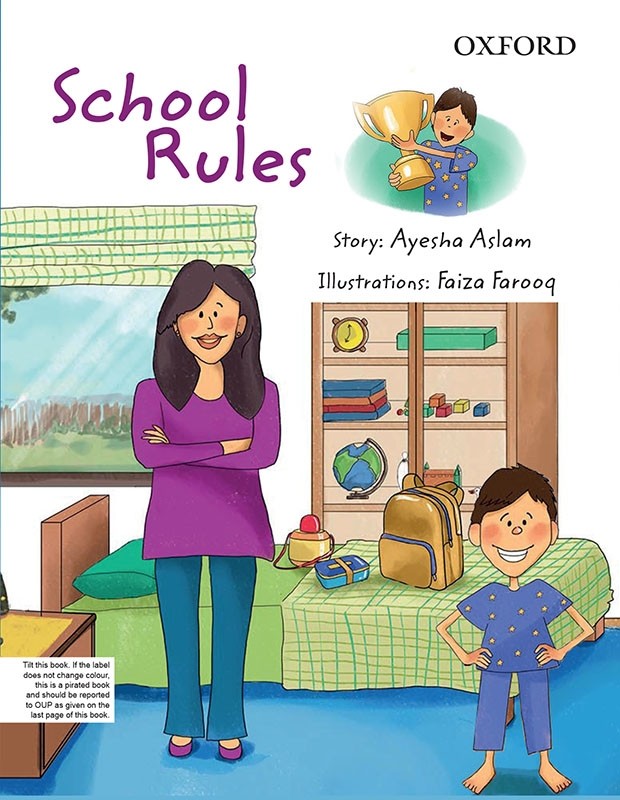 OXFORD
School
Rules
Story: Ayesha Aslam
Illustrations: Faiza Farooq
Tilt this book. If the label
does not change colour,
this is a pirated book
and should be reported
to OUP as given on the
last page of this book.